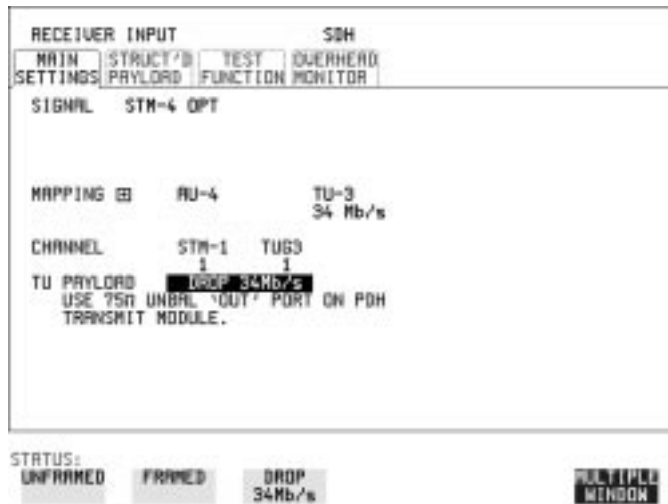 RECEIVER INPUT SDH
MAIN SETTINGS STRUCT'D PAYLOAD TEST FUNCTION OVERHEAD MONITOR
SIGNAL STM-4 OPT
MAPPING AU-4 TU-3
34 Mb/s
CHANNEL STM-1 TUG3
1 1
TU PAYLOAD DROP 34Mb/s
USE 75Ω UNBAL 'OUT' PORT ON PDH
TRANSMIT MODULE.
STATUS:
UNFRAMED FRAMED DROP 34Mb/s MULTIPLE WINDOW